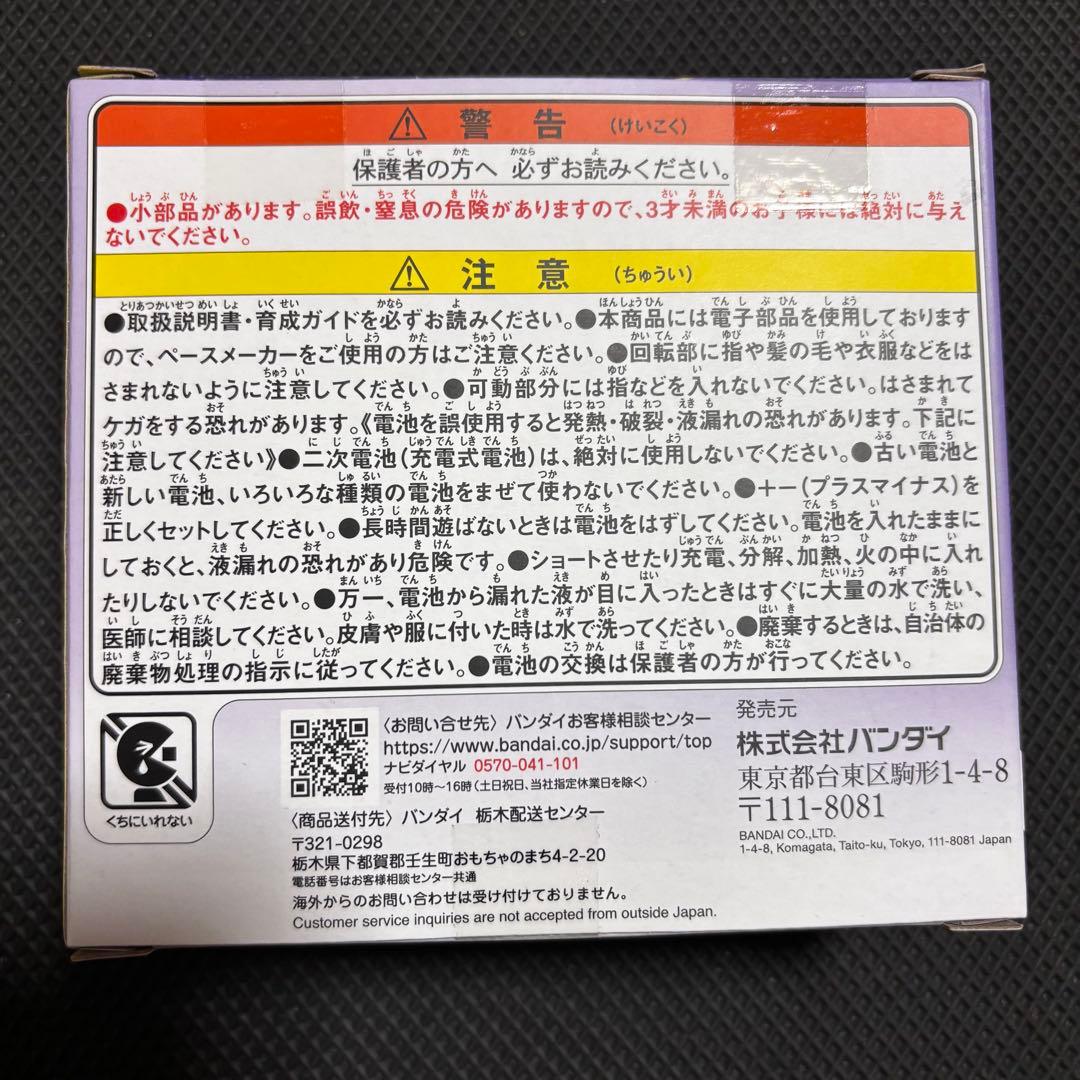 警告 (けいこく)
保護者の方へ 必ずお読みください。
●小部品があります。誤飲・窒息の危険がありますので、3才未満のお子様には絶対に与え
ないでください。
注意 (ちゅうい)
●取扱説明書・育成ガイドを必ずお読みください。●本商品には電子部品を使用しております
ので、ペースメーカーをご使用の方はご注意ください。●回転部に指や髪の毛や衣服などをは
さまれないように注意してください。●可動部分には指などを入れないでください。はさまれて
ケガをする恐れがあります。《電池を誤使用すると発熱・破裂・液漏れの恐れがあります。下記に
注意してください》●二次電池(充電式電池)は、絶対に使用しないでください。●古い電池と
新しい電池、いろいろな種類の電池をまぜて使わないでください。●+−(プラスマイナス)を
正しくセットしてください。●長時間遊ばないときは電池をはずしてください。電池を入れたままに
しておくと、液漏れの恐れがあり危険です。●ショートさせたり充電、分解、加熱、火の中に入れ
たりしないでください。●万一、電池から漏れた液が目に入ったときはすぐに大量の水で洗い、
医師に相談してください。皮膚や服に付いた時は水で洗ってください。●廃棄するときは、自治体の
廃棄物処理の指示に従ってください。●電池の交換は保護者の方が行ってください。
くちにいれない
〈お問い合せ先〉バンダイお客様相談センター
https://www.bandai.co.jp/support/top
ナビダイヤル 0570-041-101
受付10時〜16時(土日祝日、当社指定休業日を除く)
〈商品送付先〉バンダイ 栃木配送センター
〒321-0298
栃木県下都賀郡壬生町おもちゃのまち4-2-20
電話番号はお客様相談センター共通
海外からのお問い合わせは受け付けておりません。
Customer service inquiries are not accepted from outside Japan.
発売元
株式会社バンダイ
東京都台東区駒形1-4-8
〒111-8081
BANDAI CO.,LTD.
1-4-8, Komagata, Taito-ku, Tokyo, 111-8081 Japan